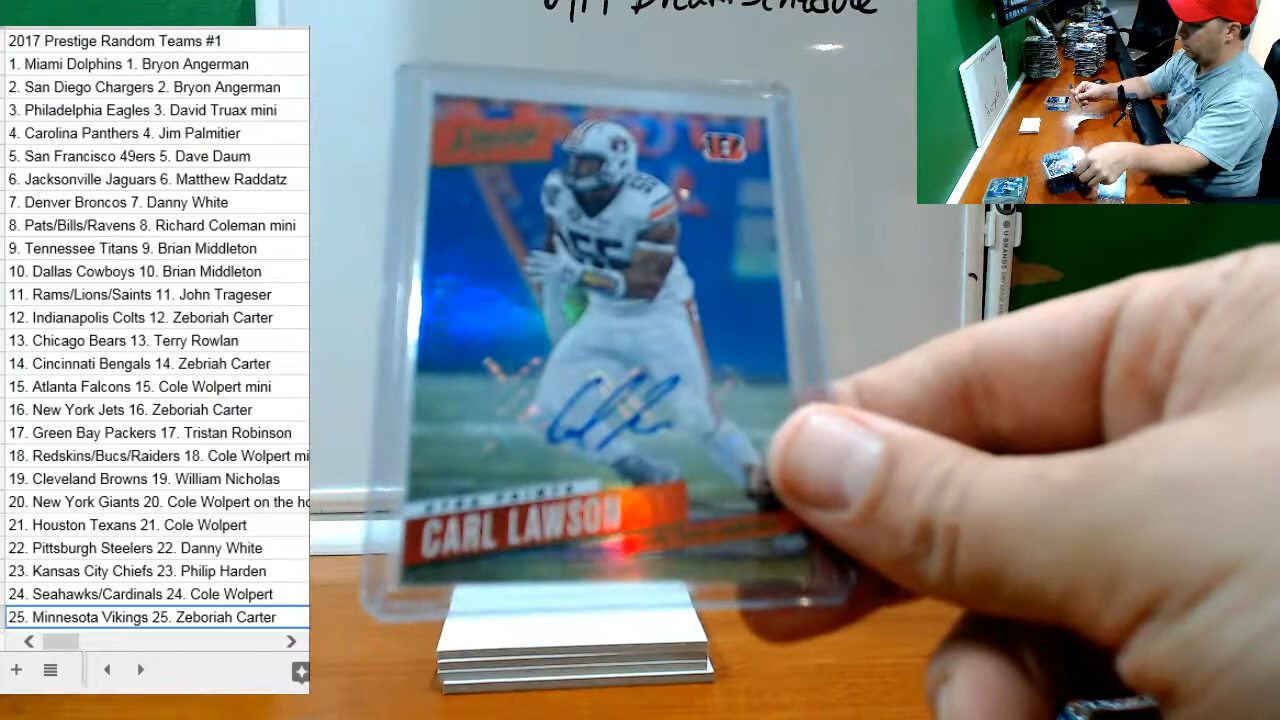 2017 Prestige Random Teams #1
1. Miami Dolphins 1. Bryon Angerman
2. San Diego Chargers 2. Bryon Angerman
3. Philadelphia Eagles 3. David Truax mini
4. Carolina Panthers 4. Jim Palmitier
5. San Francisco 49ers 5. Dave Daum
6. Jacksonville Jaguars 6. Matthew Raddatz
7. Denver Broncos 7. Danny White
8. Pats/Bills/Ravens 8. Richard Coleman mini
9. Tennessee Titans 9. Brian Middleton
10. Dallas Cowboys 10. Brian Middleton
11. Rams/Lions/Saints 11. John Trageser
12. Indianapolis Colts 12. Zeboriah Carter
13. Chicago Bears 13. Terry Rowlan
14. Cincinnati Bengals 14. Zebriah Carter
15. Atlanta Falcons 15. Cole Wolpert mini
16. New York Jets 16. Zeboriah Carter
17. Green Bay Packers 17. Tristan Robinson
18. Redskins/Bucs/Raiders 18. Cole Wolpert mi
19. Cleveland Browns 19. William Nicholas
20. New York Giants 20. Cole Wolpert on the ho
21. Houston Texans 21. Cole Wolpert
22. Pittsburgh Steelers 22. Danny White
23. Kansas City Chiefs 23. Philip Harden
24. Seahawks/Cardinals 24. Cole Wolpert
25. Minnesota Vikings 25. Zeboriah Carter
Prestige
55
CARL LAWSON